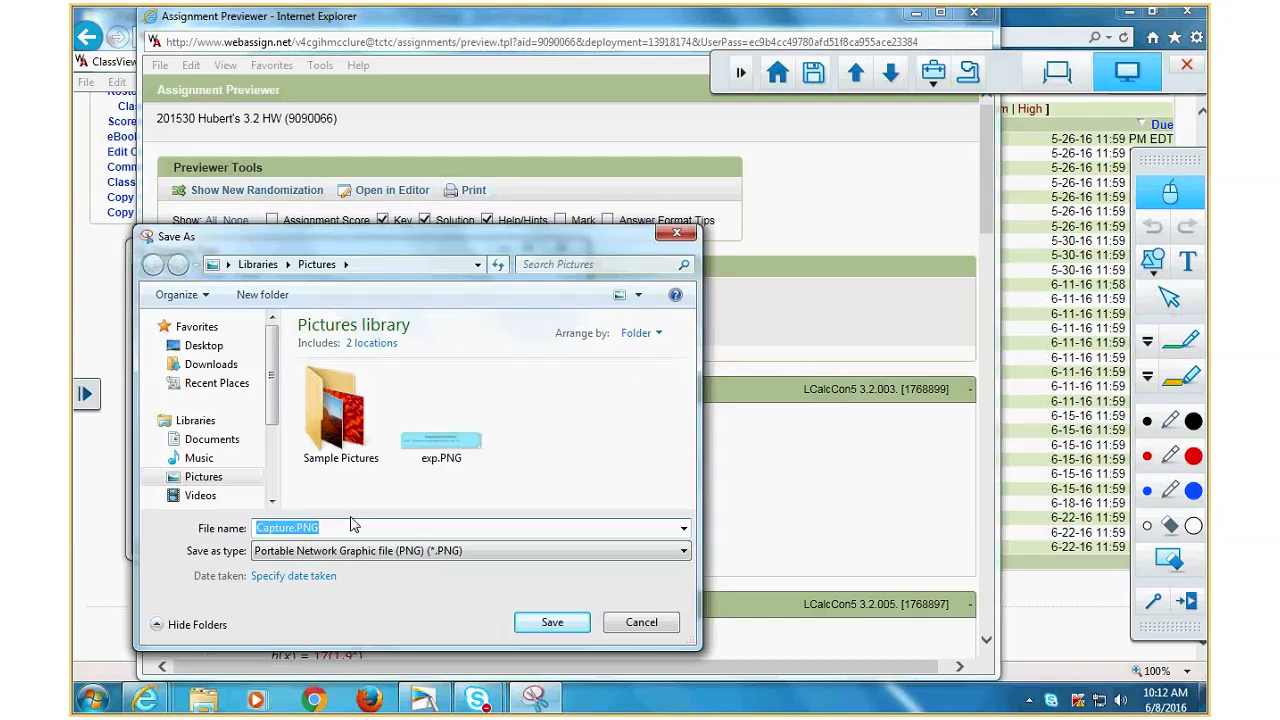 Assignment Previewer - Internet Explorer
http://www.webassign.net/v4cgihmcclure@tctc/assignments/preview.tpl?aid=9090066&deployment=13918174&UserPass=ec9b4cc49780afd51f8ca955ace23384
ClassView
File Edit
File Edit View Favorites Tools Help
Assignment Previewer
m | High ]
201530 Hubert's 3.2 HW (9090066)
Due
Class
Score
eBook
Edit
Class
Copy
Copy
Previewer Tools
Show New Randomization Open in Editor Print
Show: All None Assignment Score Key Solution Help/Hints Mark Answer Format Tips
5-26-16 11:59 PM EDT
5-26-16 11:59
5-26-16 11:59
5-26-16 11:59
5-26-16 11:59
5-26-16 11:59
5-26-16 11:59
5-30-16 11:59
5-30-16 11:59
5-30-16 11:59
6-11-16 11:58
6-11-16 11:59
6-11-16 11:59
6-11-16 11:59
6-11-16 11:59
6-11-16 11:59
6-11-16 11:59
6-11-16 11:59
6-11-16 11:59
6-15-16 11:59
6-15-16 11:59
6-15-16 11:59
6-15-16 11:59
6-15-16 11:59
6-15-16 11:59
6-18-16 11:59
6-22-16 11:59
6-22-16 11:59
6-22-16 11:59
T
Save As
Libraries Pictures
Search Pictures
Organize New folder
Favorites
Desktop
Downloads
Recent Places
Libraries
Documents
Music
Pictures
Videos
Pictures library
Includes: 2 locations
Arrange by: Folder
Sample Pictures
exp.PNG
File name: Capture.PNG
Save as type: Portable Network Graphic file (PNG) (*.PNG)
Date taken: Specify date taken
Hide Folders
Save
Cancel
LCalcCon5 3.2.003. [1768899] -
LCalcCon5 3.2.005. [1768897] -
100%
10:12 AM
6/8/2016